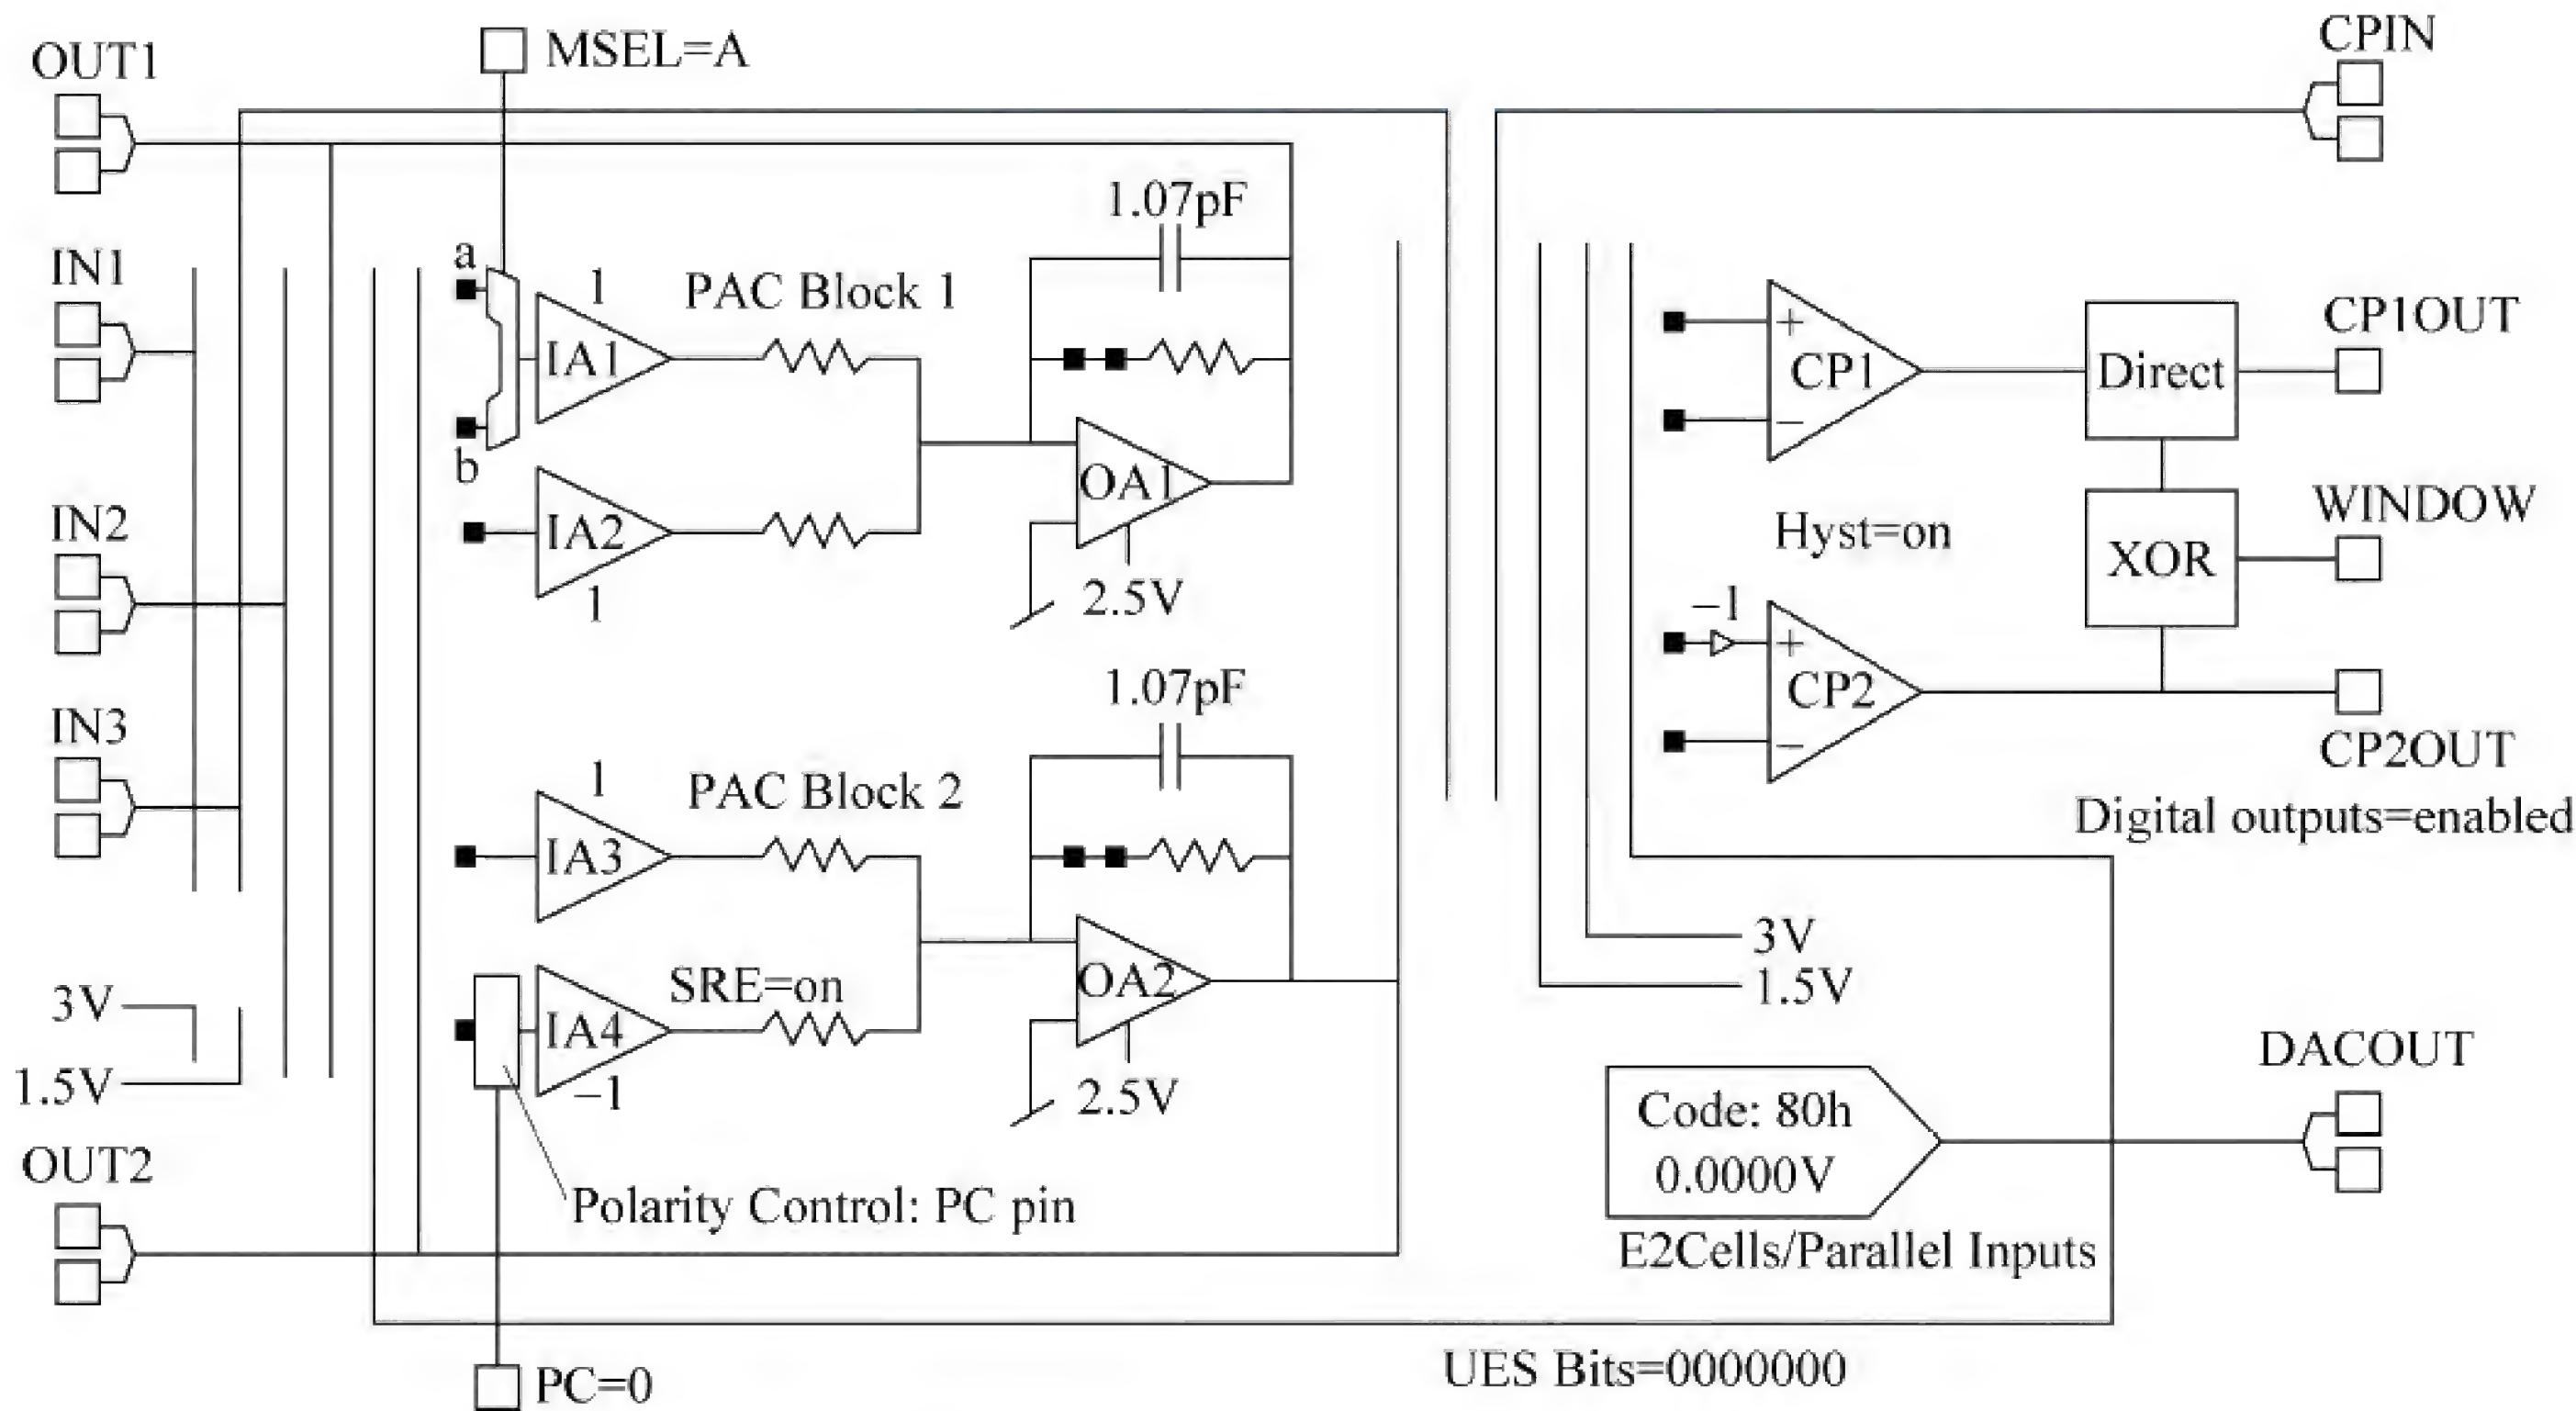 OUT1
MSEL=A
CPIN
IN1
a
1
PAC Block 1
1.07pF
IA1
b
OA1
IA2
1
2.5V
IN2
IN3
1.07pF
1
PAC Block 2
IA3
SRE=on
OA2
IA4
−1
2.5V
3V
1.5V
OUT2
Polarity Control: PC pin
PC=0
+
CP1
−
Direct
CP1OUT
Hyst=on
XOR
WINDOW
−1
+
CP2
−
CP2OUT
Digital outputs=enabled
3V
1.5V
DACOUT
Code: 80h
0.0000V
E2Cells/Parallel Inputs
UES Bits=0000000